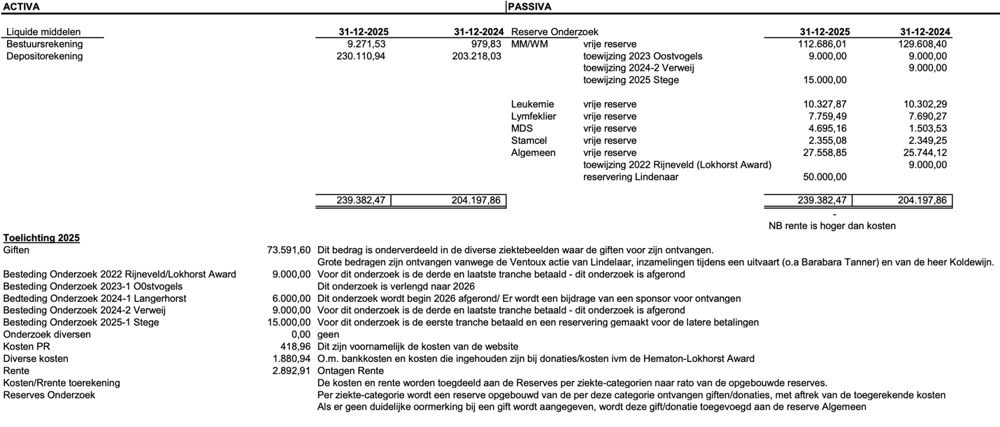 ACTIVA PASSIVA
Liquide middelen 31-12-2025 31-12-2024 Reserve Onderzoek 31-12-2025 31-12-2024
Bestuursrekening 9.271,53 979,83 MM/WM vrije reserve 112.686,01 129.608,40
Depositorekening 230.110,94 203.218,03 toewijzing 2023 Oostvogels 9.000,00 9.000,00
toewijzing 2024-2 Verweij 9.000,00
toewijzing 2025 Stege 15.000,00
Leukemie vrije reserve 10.327,87 10.302,29
Lymfeklier vrije reserve 7.759,49 7.690,27
MDS vrije reserve 4.695,16 1.503,53
Stamcel vrije reserve 2.355,08 2.349,25
Algemeen vrije reserve 27.558,85 25.744,12
toewijzing 2022 Rijneveld (Lokhorst Award) 9.000,00
reservering Lindenaar 50.000,00
239.382,47 204.197,86 239.382,47 204.197,86
-
NB rente is hoger dan kosten
Toelichting 2025
Giften 73.591,60 Dit bedrag is onderverdeeld in de diverse ziektebeelden waar de giften voor zijn ontvangen.
Grote bedragen zijn ontvangen vanwege de Ventoux actie van Lindelaar, inzamelingen tijdens een uitvaart (o.a Barabara Tanner) en van de heer Koldewijn.
Besteding Onderzoek 2022 Rijneveld/Lokhorst Award 9.000,00 Voor dit onderzoek is de derde en laatste tranche betaald - dit onderzoek is afgerond
Besteding Onderzoek 2023-1 O0stvogels Dit onderzoek is verlengd naar 2026
Bedteding Onderzoek 2024-1 Langerhorst 6.000,00 Dit onderzoek wordt begin 2026 afgerond/ Er wordt een bijdrage van een sponsor voor ontvangen
Besteding Onderzoek 2024-2 Verweij 9.000,00 Voor dit onderzoek is de derde en laatste tranche betaald - dit onderzoek is afgerond
Besteding Onderzoek 2025-1 Stege 15.000,00 Voor dit onderzoek is de eerste tranche betaald en een reservering gemaakt voor de latere betalingen
Onderzoek diversen 0,00 geen
Kosten PR 418,96 Dit zijn voornamelijk de kosten van de website
Diverse kosten 1.880,94 O.m. bankkosten en kosten die ingehouden zijn bij donaties/kosten ivm de Hematon-Lokhorst Award
Rente 2.892,91 Ontagen Rente
Kosten/Rrente toerekening De kosten en rente worden toegdeeld aan de Reserves per ziekte-categorien naar rato van de opgebouwde reserves.
Reserves Onderzoek Per ziekte-categorie wordt een reserve opgebouwd van de per deze categorie ontvangen giften/donaties, met aftrek van de toegerekende kosten
Als er geen duidelijke oormerking bij een gift wordt aangegeven, wordt deze gift/donatie toegevoegd aan de reserve Algemeen